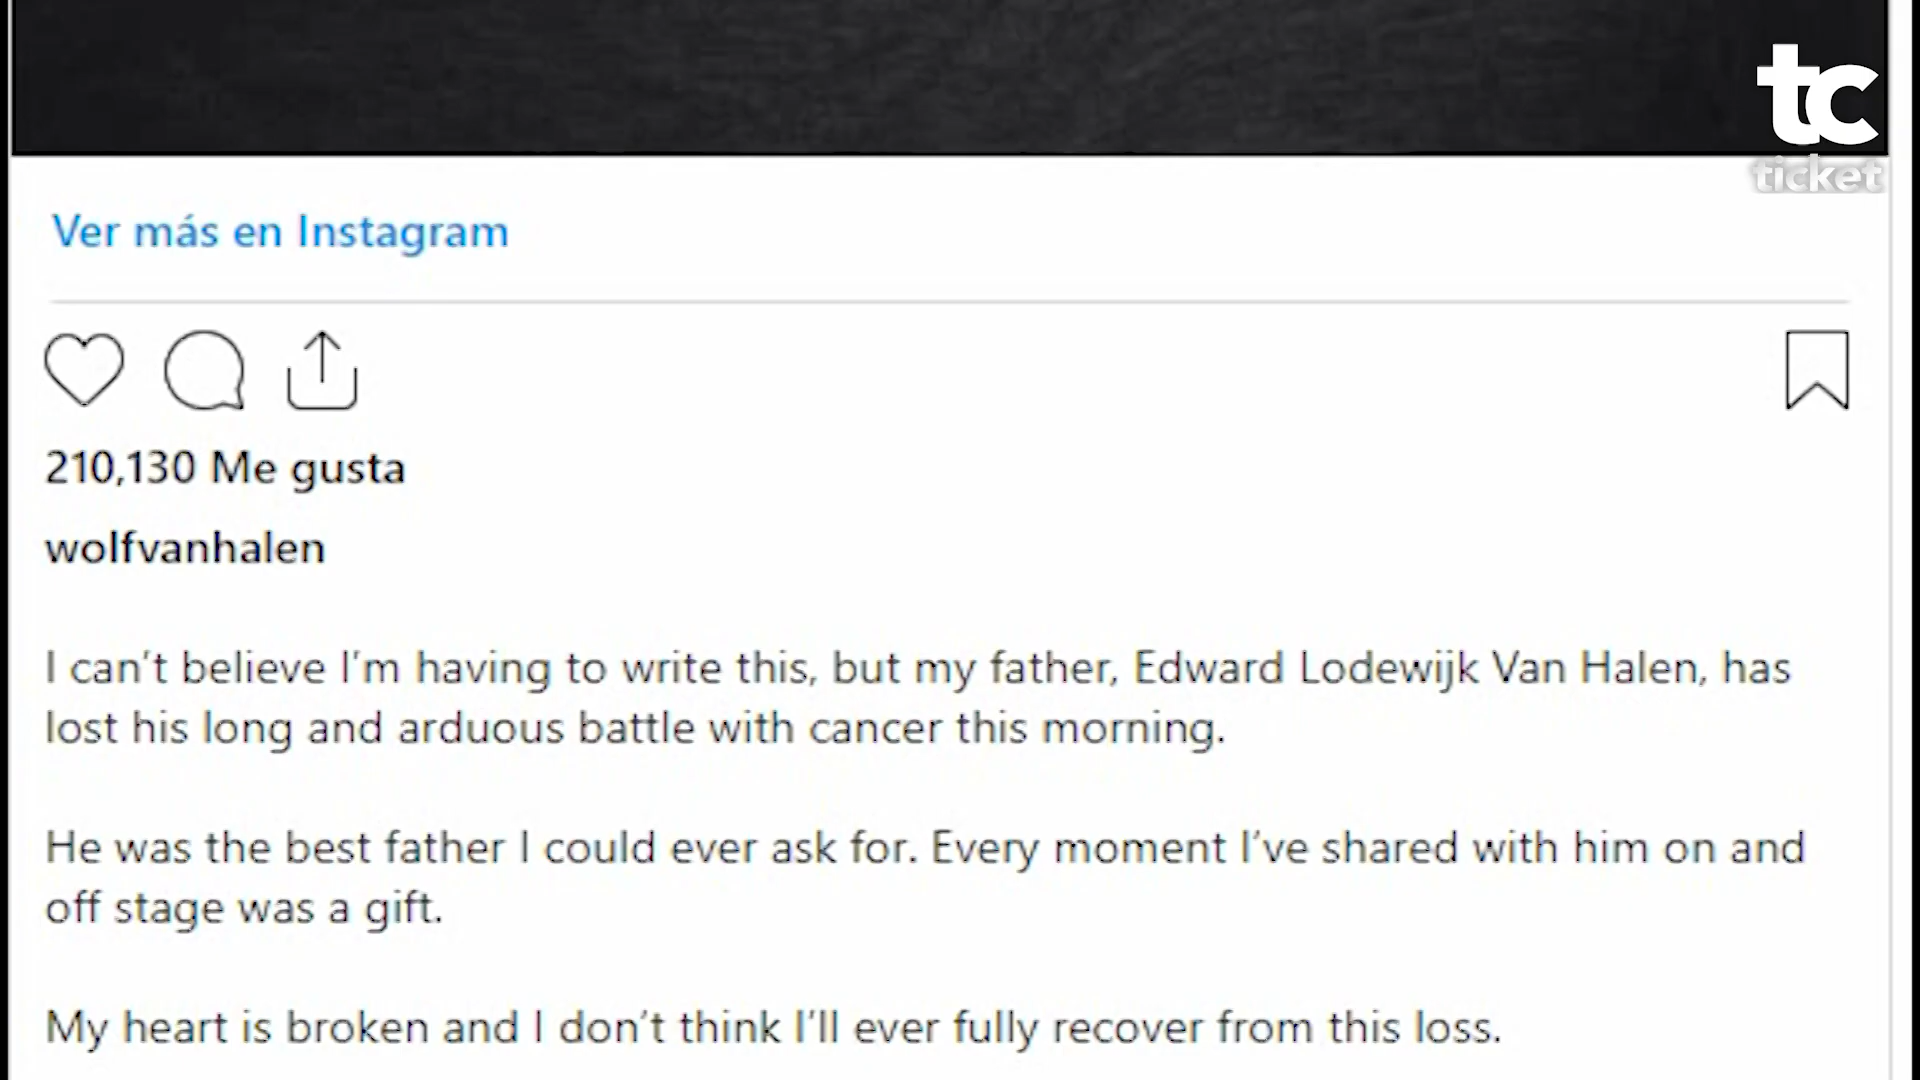 tc
ticket
Ver más en Instagram
210,130 Me gusta
wolfvanhalen
I can't believe I'm having to write this, but my father, Edward Lodewijk Van Halen, has
lost his long and arduous battle with cancer this morning.
He was the best father I could ever ask for. Every moment I've shared with him on and
off stage was a gift.
My heart is broken and I don't think I'll ever fully recover from this loss.